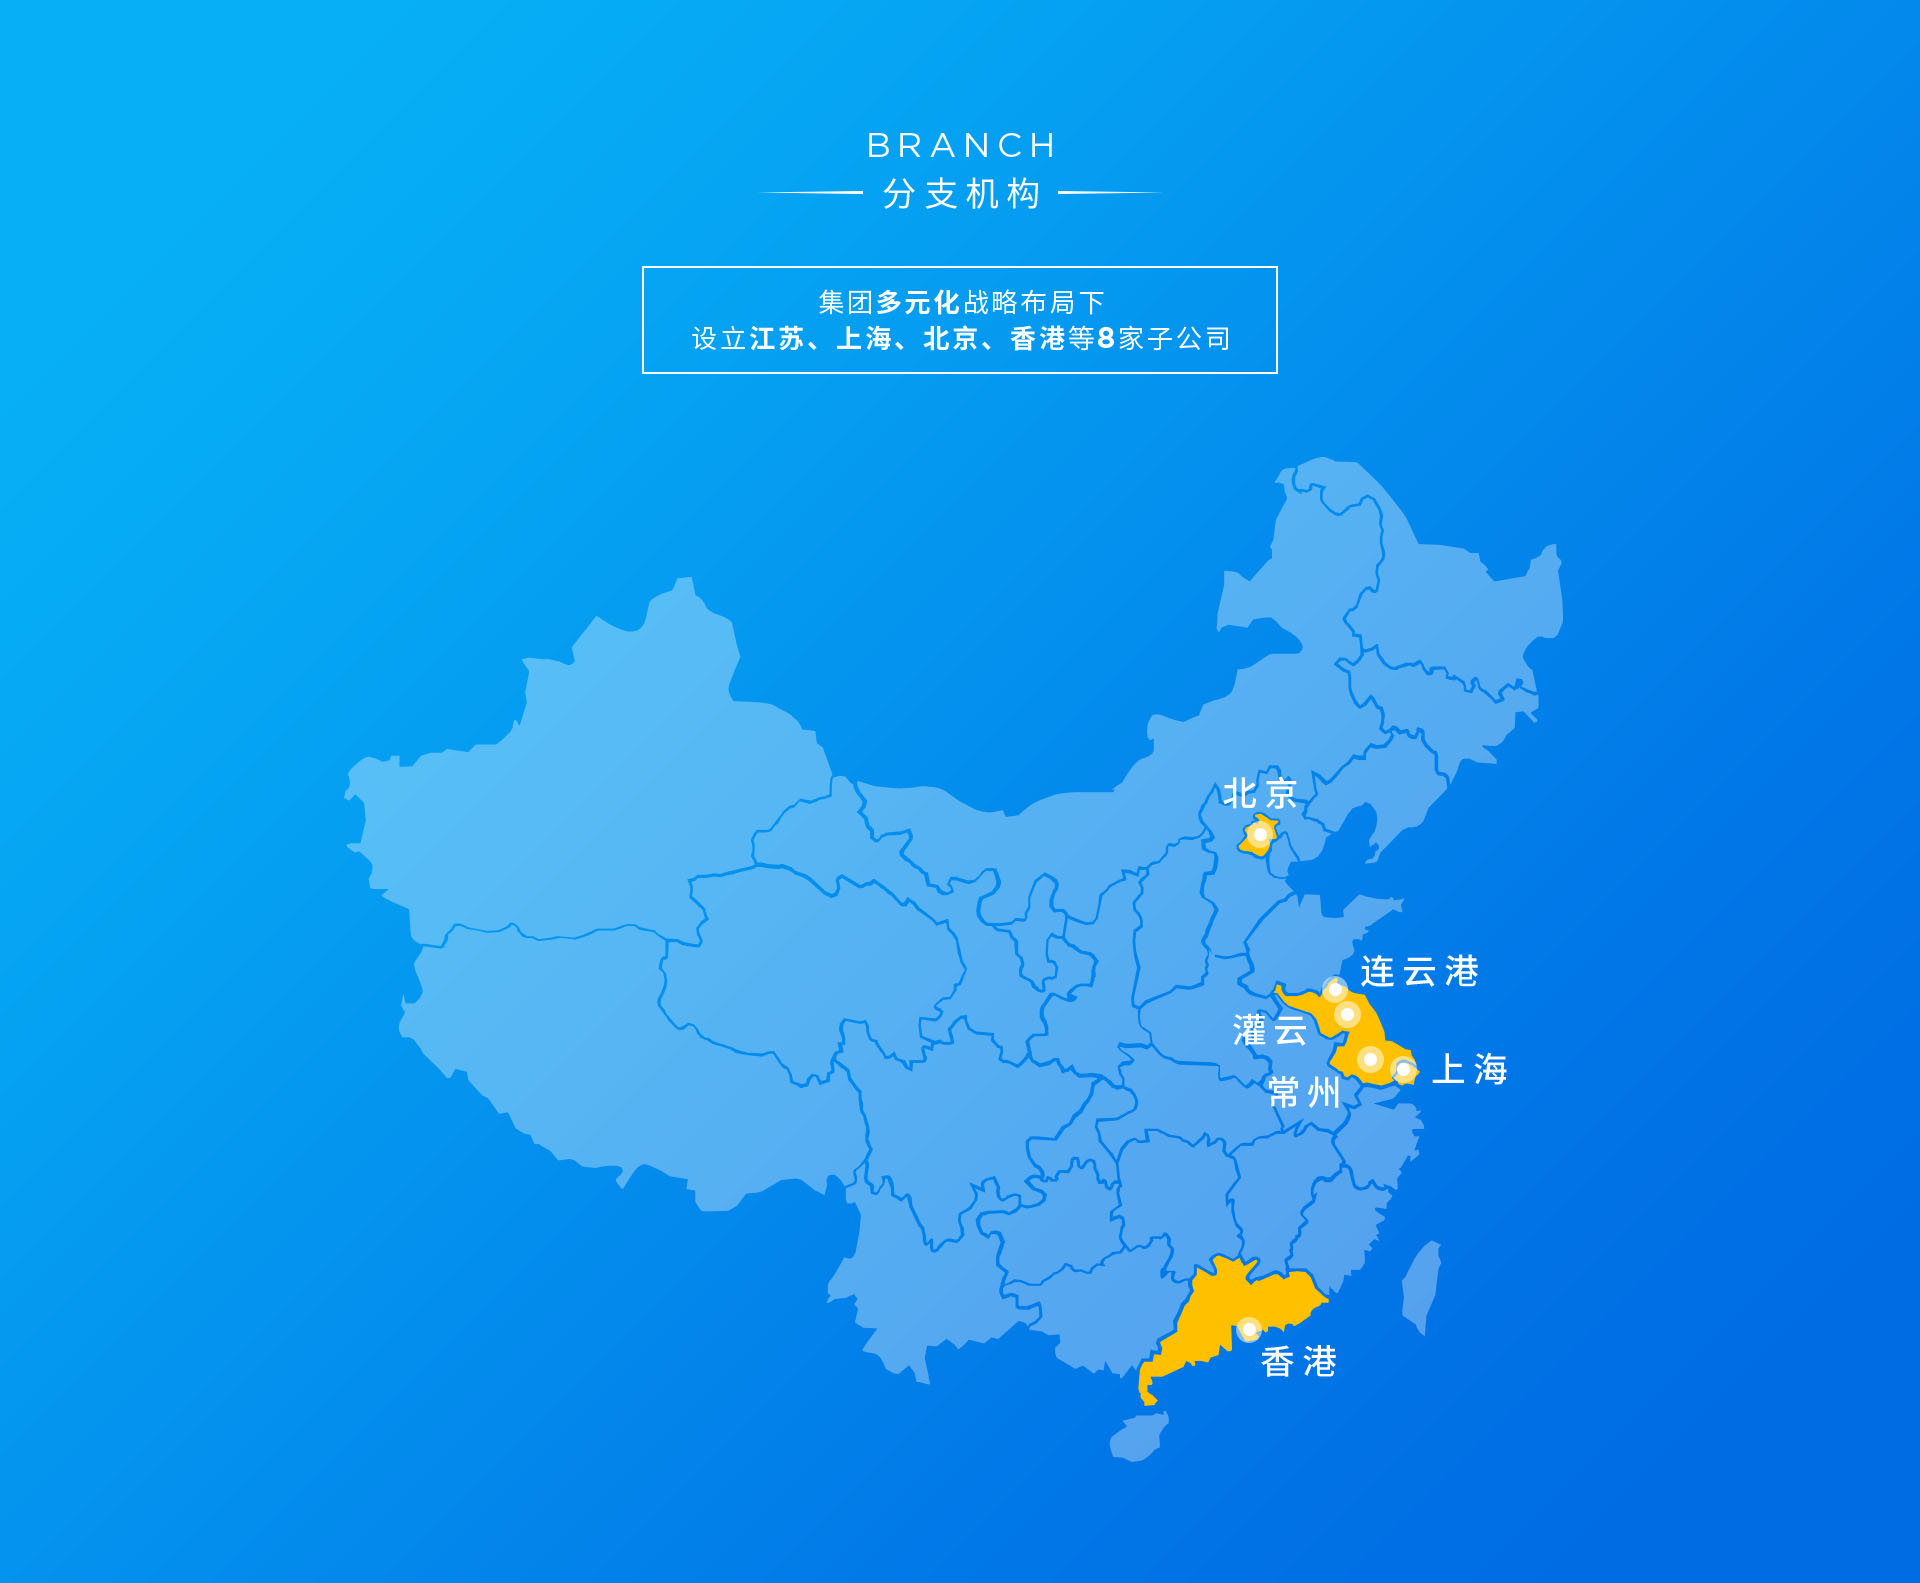 BRANCH
分支机构
集团多元化战略布局下
设立江苏、上海、北京、香港等8家子公司
北京
连云港
灌云
上海
常州
香港